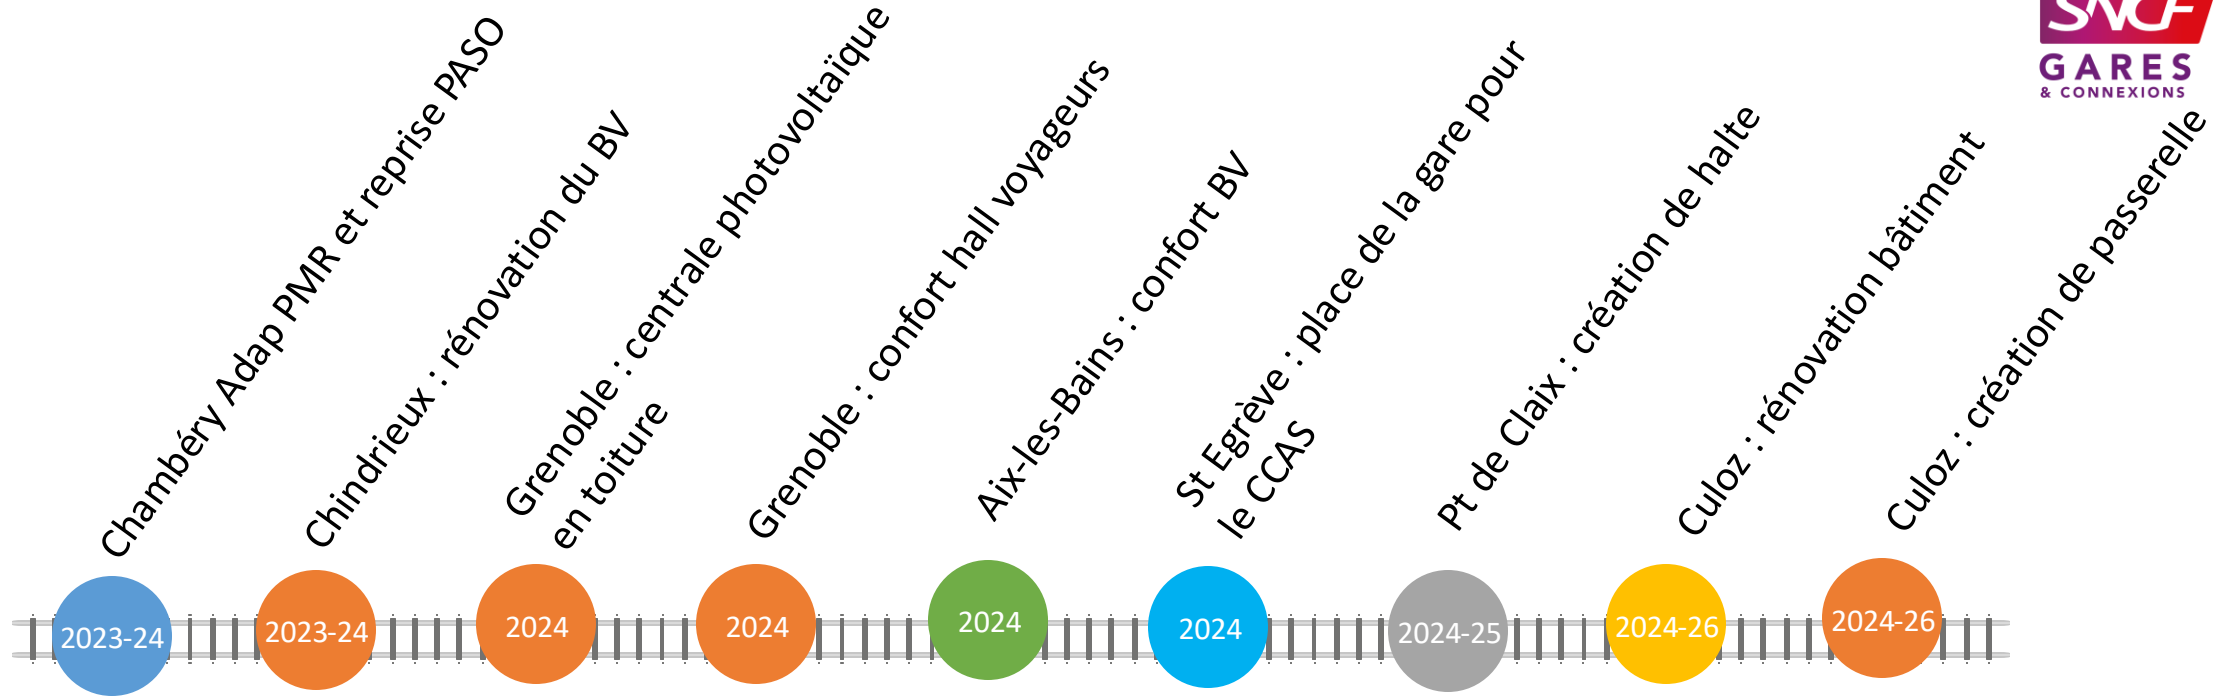 SNCF
GARES
& CONNEXIONS
Chambéry Adap PMR et reprise PASO
Chindrieux : rénovation du BV
Grenoble : centrale photovoltaïque
en toiture
Grenoble : confort hall voyageurs
Aix-les-Bains : confort BV
St Egrève : place de la gare pour
le CCAS
Pt de Claix : création de halte
Culoz : rénovation bâtiment
Culoz : création de passerelle
2023-24
2023-24
2024
2024
2024
2024
2024-25
2024-26
2024-26